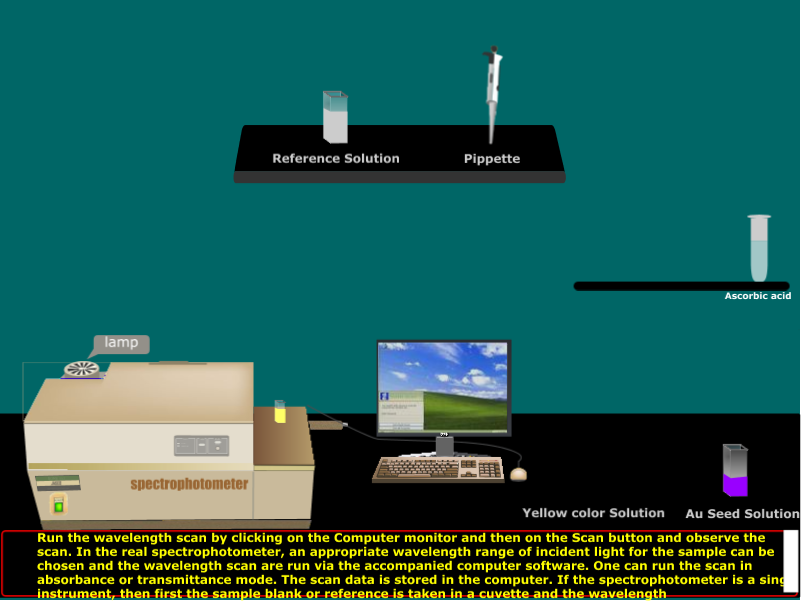 Reference Solution
Pippette
Ascorbic acid
lamp
spectrophotometer
Yellow color Solution
Au Seed Solution
Run the wavelength scan by clicking on the Computer monitor and then on the Scan button and observe the
scan. In the real spectrophotometer, an appropriate wavelength range of incident light for the sample can be
chosen and the wavelength scan are run via the accompanied computer software. One can run the scan in
absorbance or transmittance mode. The scan data is stored in the computer. If the spectrophotometer is a sing
instrument, then first the sample blank or reference is taken in a cuvette and the wavelength